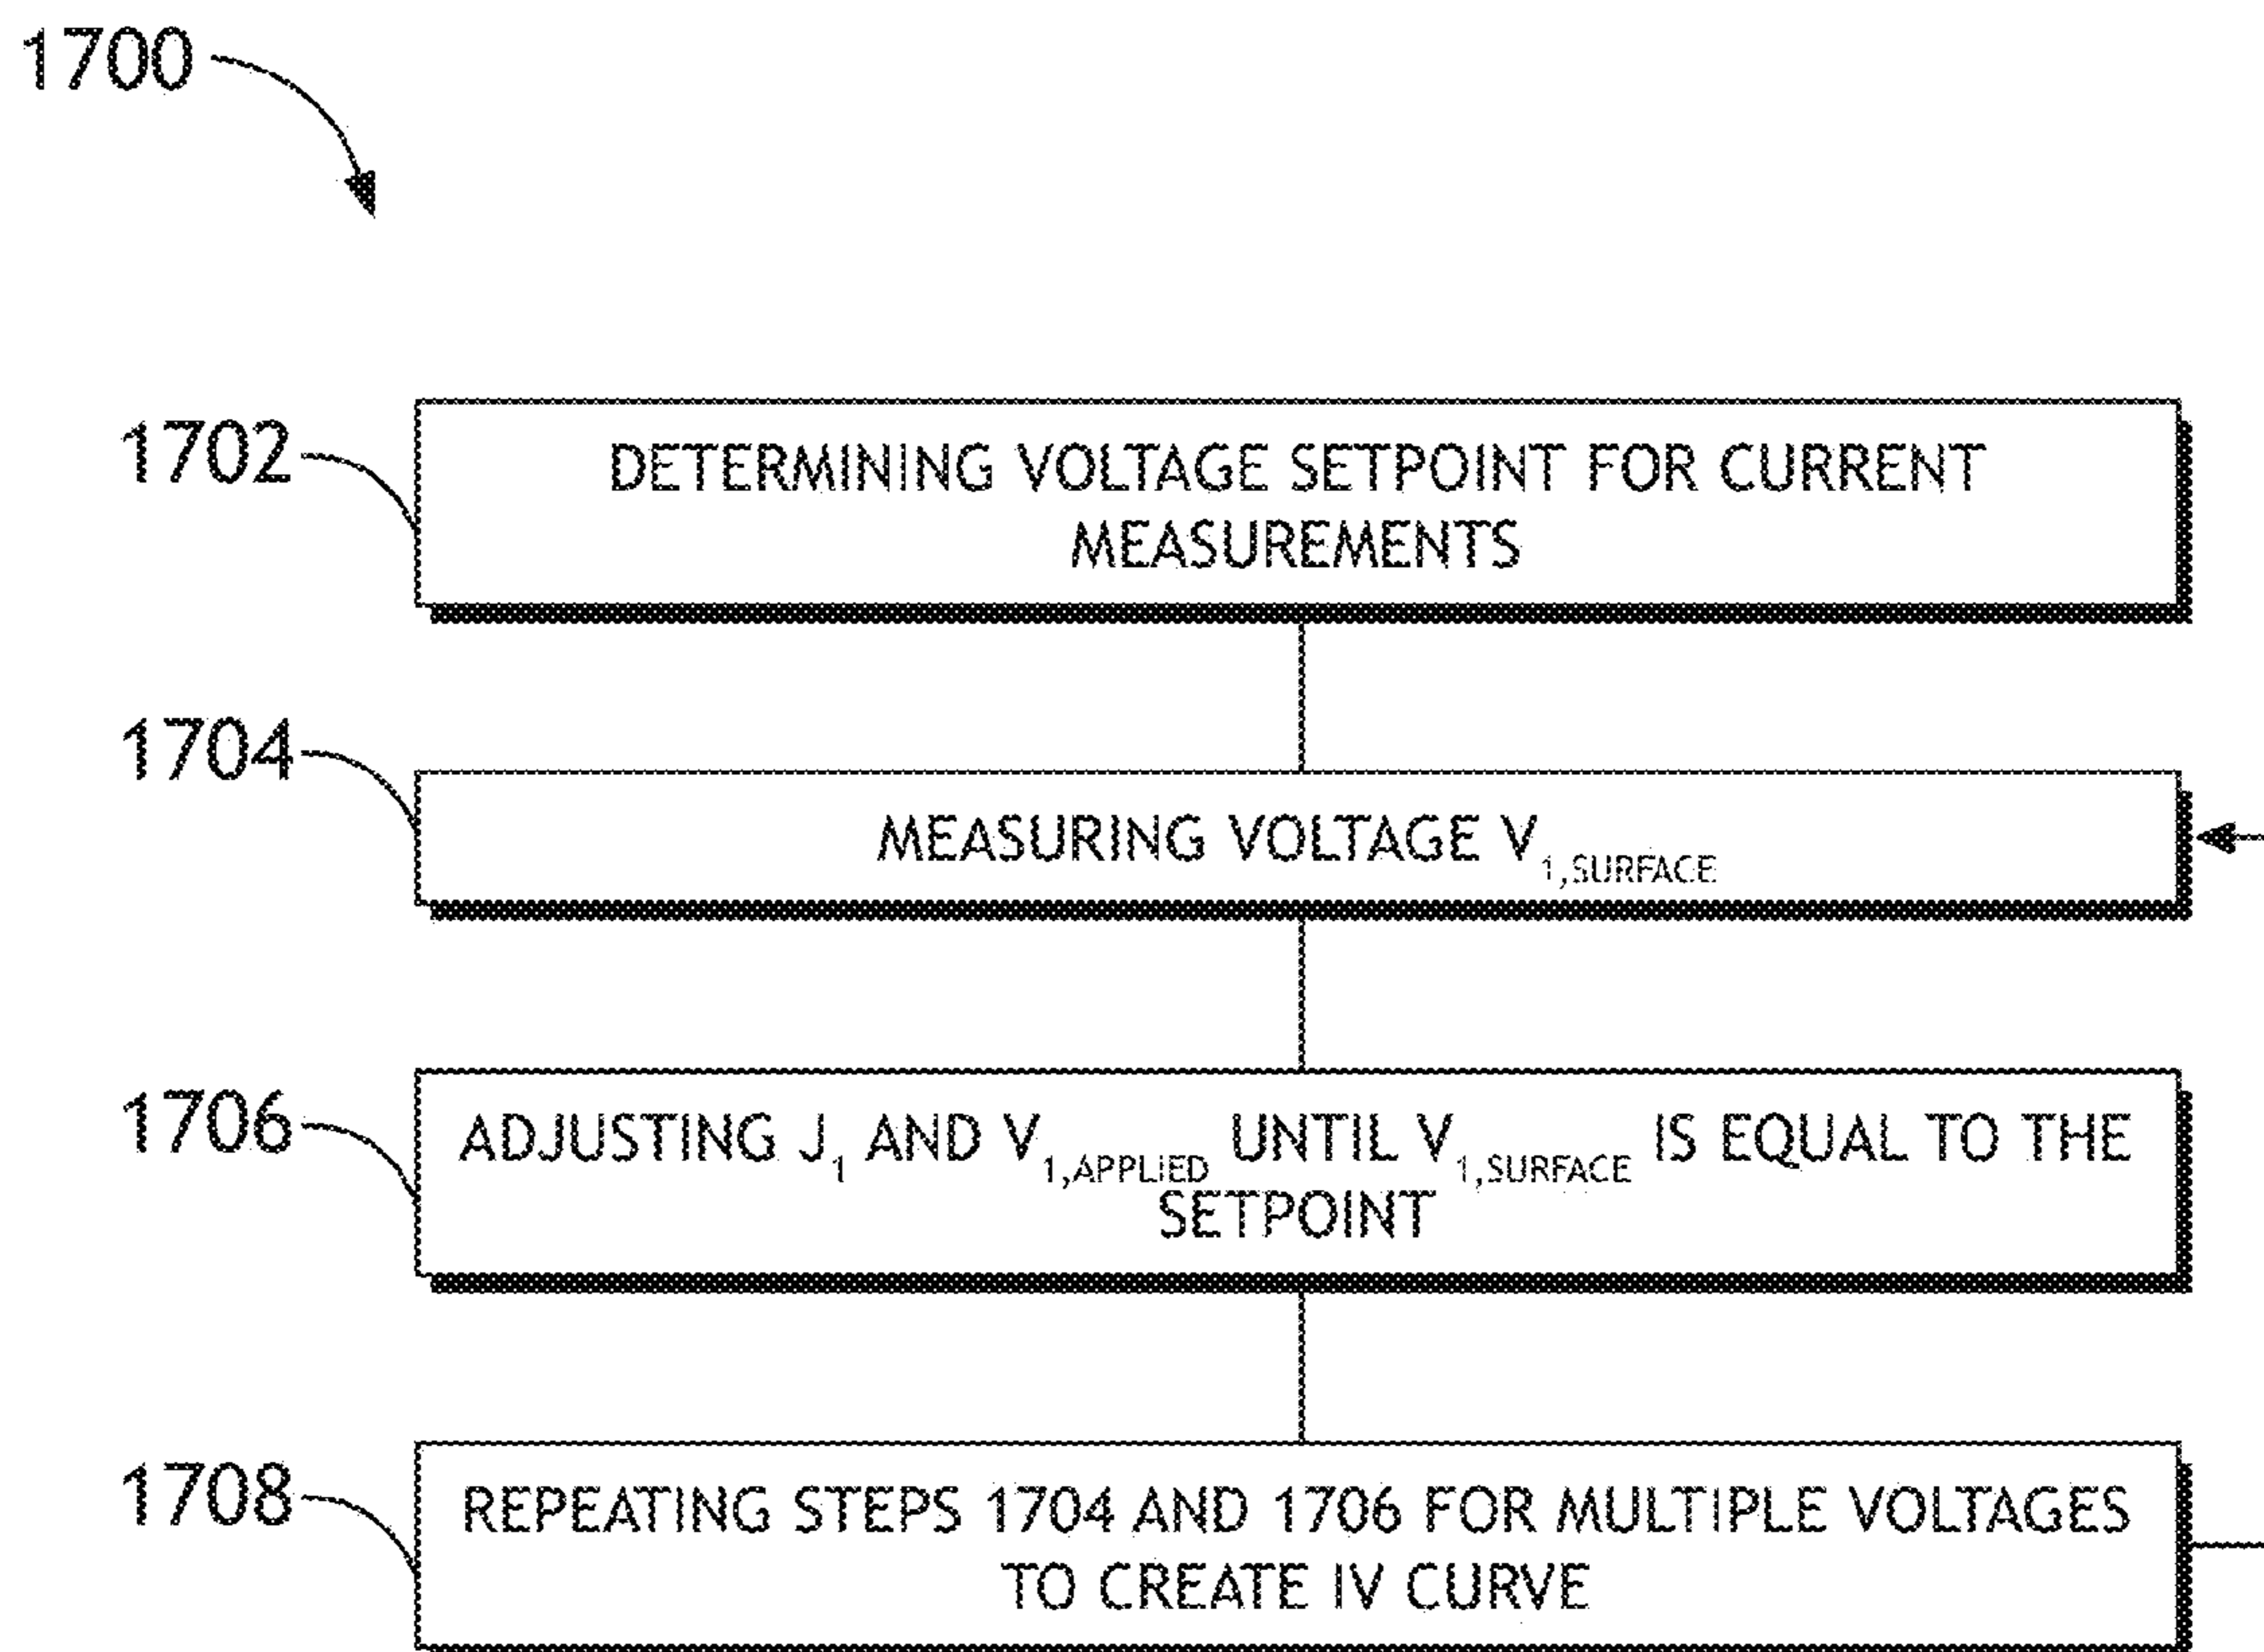 1700
1702
DETERMINING VOLTAGE SETPOINT FOR CURRENT
MEASUREMENTS
1704
MEASURING VOLTAGE V1,SURFACE
1706
ADJUSTING J1 AND V1,APPLIED UNTIL V1,SURFACE IS EQUAL TO THE
SETPOINT
1708
REPEATING STEPS 1704 AND 1706 FOR MULTIPLE VOLTAGES
TO CREATE IV CURVE